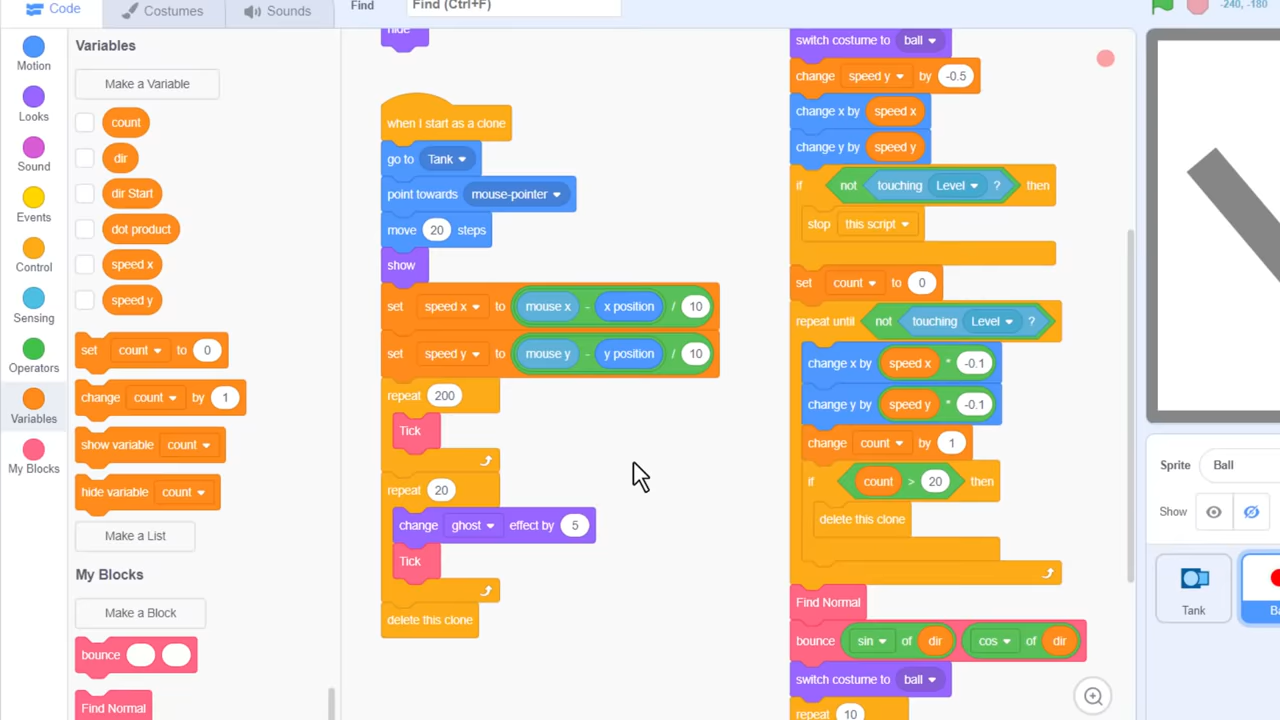 Code
Costumes
Sounds
Find
Find (Ctrl+F)
-240, -180
Motion
Looks
Sound
Events
Control
Sensing
Operators
Variables
My Blocks
Variables
Make a Variable
count
dir
dir Start
dot product
speed x
speed y
set count to 0
change count by 1
show variable count
hide variable count
Make a List
My Blocks
Make a Block
bounce
Find Normal
hide
when I start as a clone
go to Tank
point towards mouse-pointer
move 20 steps
show
set speed x to mouse x - x position / 10
set speed y to mouse y - y position / 10
repeat 200
Tick
repeat 20
change ghost effect by 5
Tick
delete this clone
switch costume to ball
change speed y by -0.5
change x by speed x
change y by speed y
if not touching Level ? then
stop this script
set count to 0
repeat until not touching Level ?
change x by speed x * -0.1
change y by speed y * -0.1
change count by 1
if count > 20 then
delete this clone
Find Normal
bounce sin of dir cos of dir
switch costume to ball
repeat 10
Sprite Ball
Show
Tank
Ba